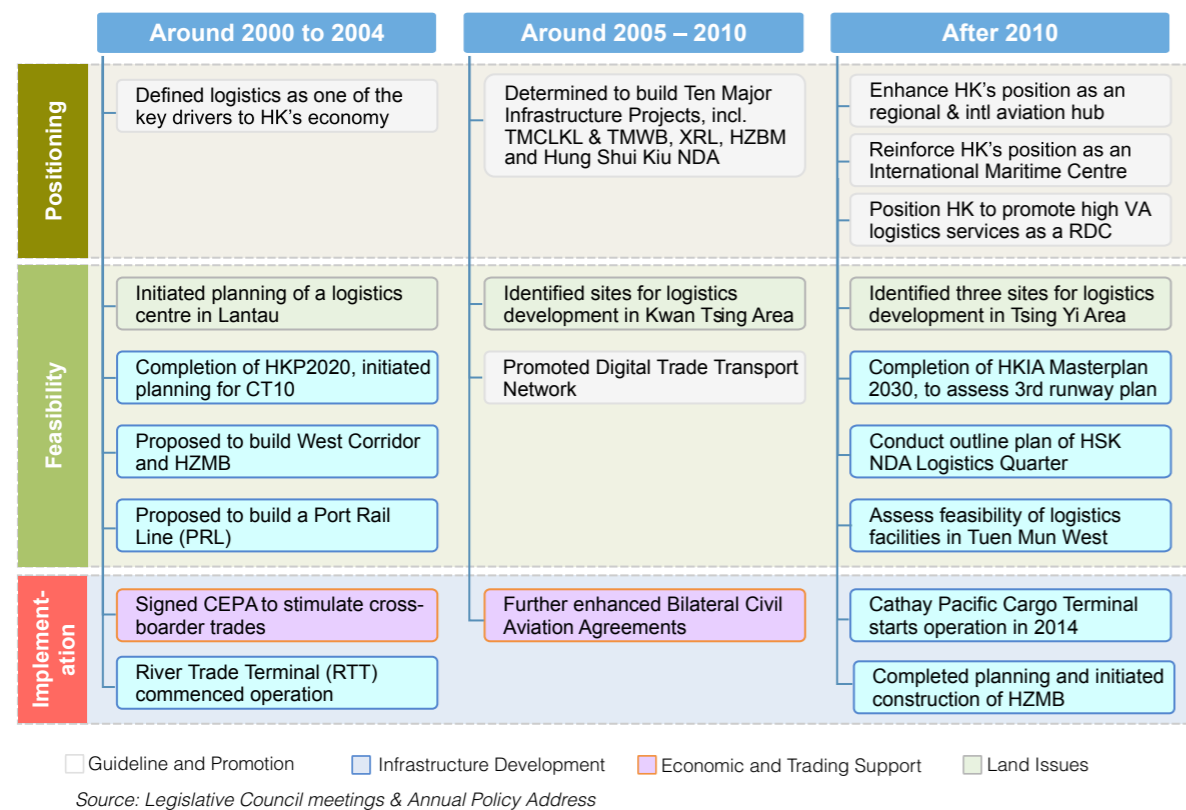 Around 2000 to 2004
Around 2005 – 2010
After 2010
Positioning
Defined logistics as one of the
key drivers to HK's economy
Determined to build Ten Major
Infrastructure Projects, incl.
TMCLKL & TMWB, XRL, HZBM
and Hung Shui Kiu NDA
Enhance HK's position as an
regional & intl aviation hub
Reinforce HK's position as an
International Maritime Centre
Position HK to promote high VA
logistics services as a RDC
Feasibility
Initiated planning of a logistics
centre in Lantau
Completion of HKP2020, initiated
planning for CT10
Proposed to build West Corridor
and HZMB
Proposed to build a Port Rail
Line (PRL)
Identified sites for logistics
development in Kwan Tsing Area
Promoted Digital Trade Transport
Network
Identified three sites for logistics
development in Tsing Yi Area
Completion of HKIA Masterplan
2030, to assess 3rd runway plan
Conduct outline plan of HSK
NDA Logistics Quarter
Assess feasibility of logistics
facilities in Tuen Mun West
Implement-
ation
Signed CEPA to stimulate cross-
boarder trades
River Trade Terminal (RTT)
commenced operation
Further enhanced Bilateral Civil
Aviation Agreements
Cathay Pacific Cargo Terminal
starts operation in 2014
Completed planning and initiated
construction of HZMB
Guideline and Promotion
Infrastructure Development
Economic and Trading Support
Land Issues
Source: Legislative Council meetings & Annual Policy Address